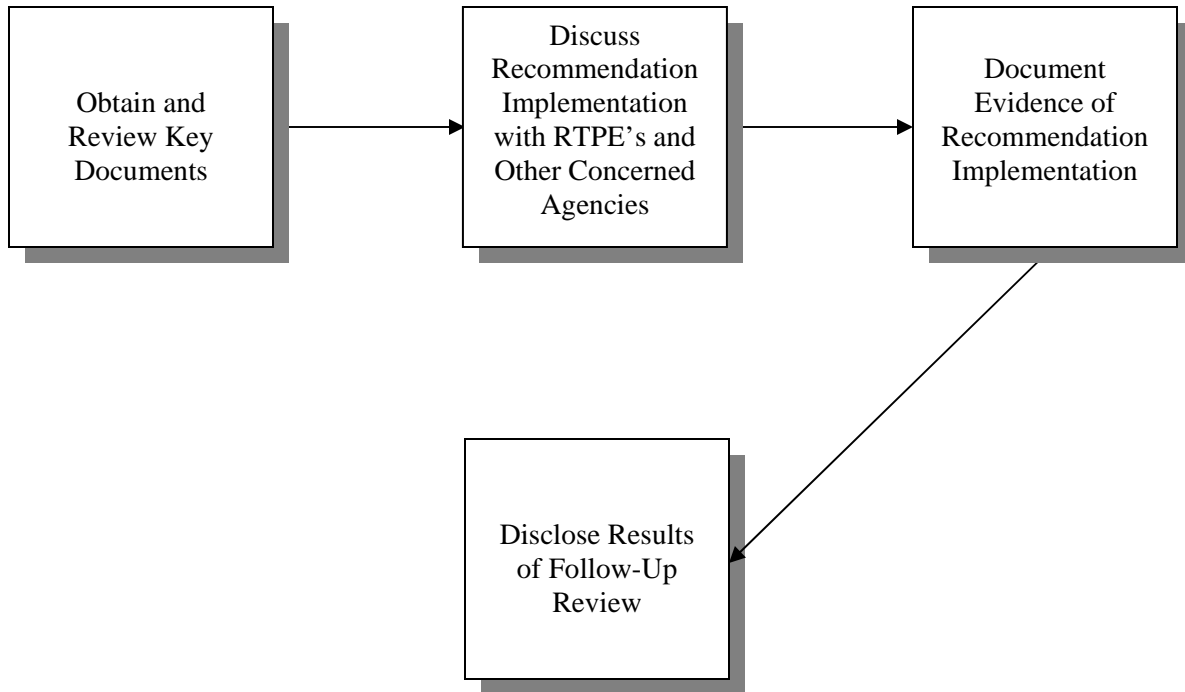 Obtain and
Review Key
Documents
Discuss
Recommendation
Implementation
with RTPE’s and
Other Concerned
Agencies
Document
Evidence of
Recommendation
Implementation
Disclose Results
of Follow-Up
Review